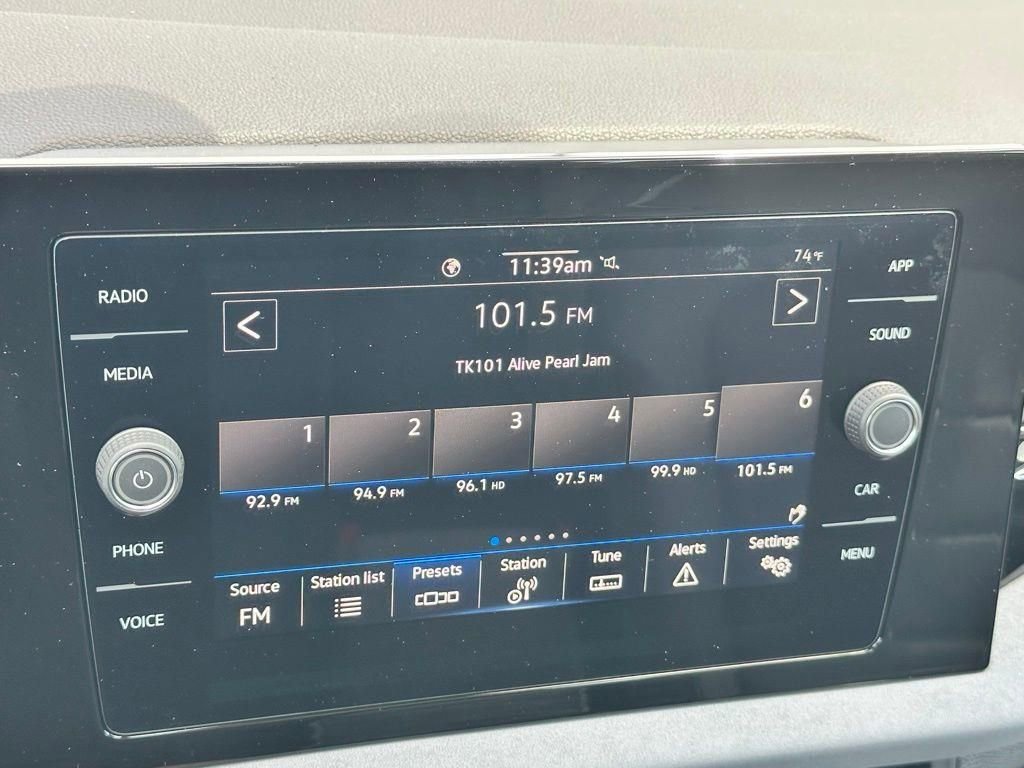 RADIO
MEDIA
PHONE
VOICE
11:39am
74°F
<
101.5 FM
>
TK101 Alive Pearl Jam
1
2
3
4
5
6
92.9 FM
94.9 FM
96.1 HD
97.5 FM
99.9 HD
101.5 FM
Source
FM
Station list
Presets
Station
Tune
Alerts
Settings
APP
SOUND
CAR
MENU